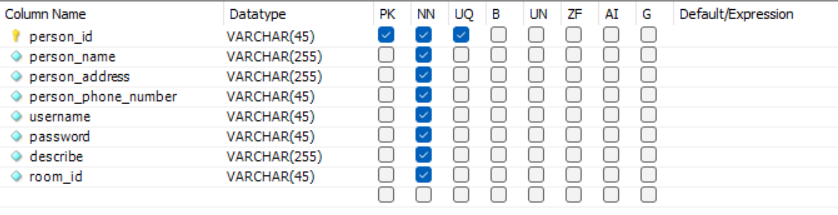 Column Name Datatype PK NN UQ B UN ZF AI G Default/Expression
person_id VARCHAR(45)
person_name VARCHAR(255)
person_address VARCHAR(255)
person_phone_number VARCHAR(45)
username VARCHAR(45)
password VARCHAR(45)
describe VARCHAR(255)
room_id VARCHAR(45)